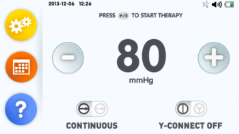 2013-12-06 12:26
PRESS TO START THERAPY
80
mmHg
CONTINUOUS
Y-CONNECT OFF